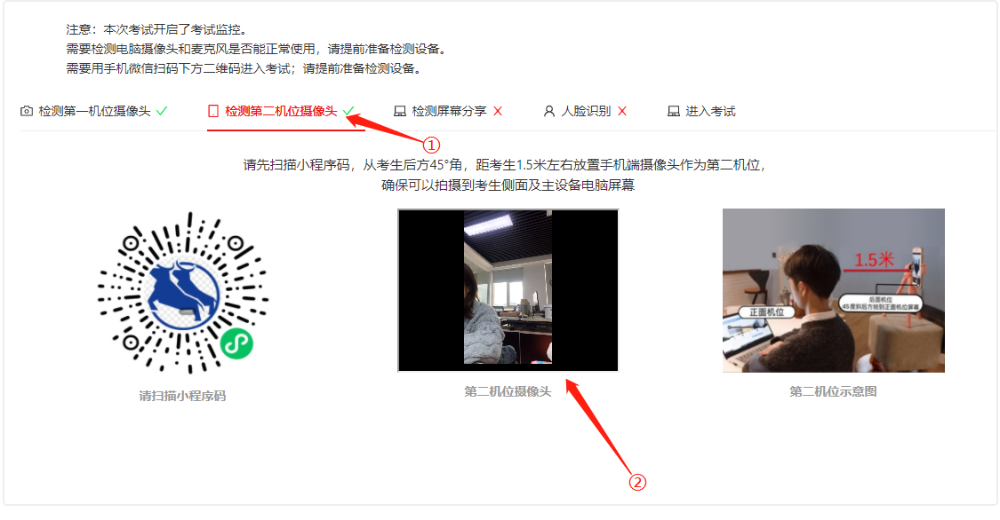 注意：本次考试开启了考试监控。
需要检测电脑摄像头和麦克风是否能正常使用，请提前准备检测设备。
需要用手机微信扫码下方二维码进入考试；请提前准备检测设备。
检测第一机位摄像头
检测第二机位摄像头
检测屏幕分享 X
人脸识别 X
进入考试
①
请先扫描小程序码，从考生后方45°角，距考生1.5米左右放置手机端摄像头作为第二机位，
确保可以拍摄到考生侧面及主设备电脑屏幕
1.5米
后面机位
45度斜后方拍到正面机位屏幕
正面机位
请扫描小程序码
第二机位摄像头
第二机位示意图
②